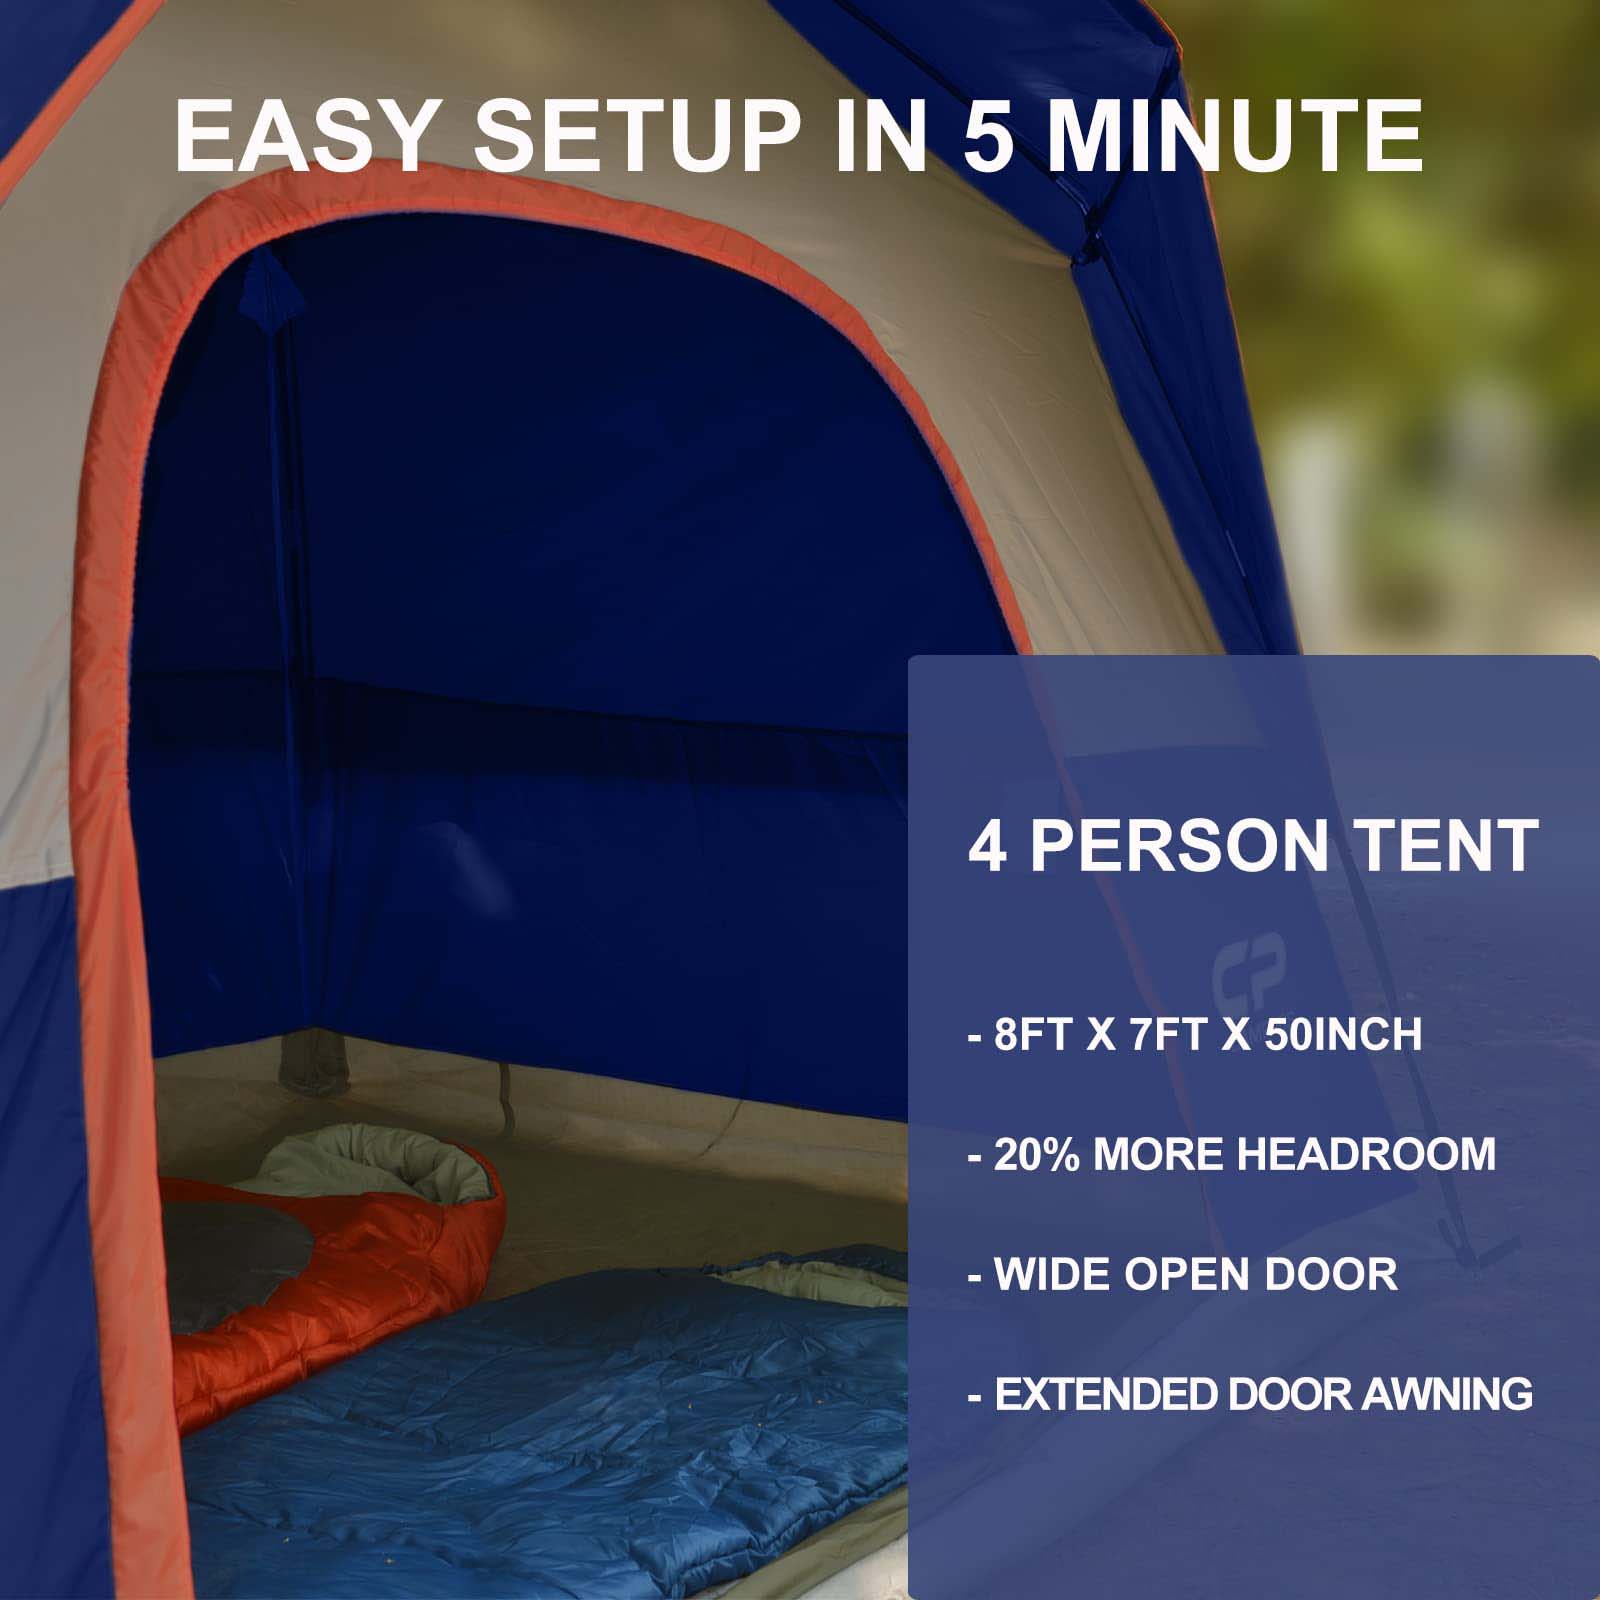 EASY SETUP IN 5 MINUTE
4 PERSON TENT
CP
- 8FT X 7FT X 50INCH
- 20% MORE HEADROOM
- WIDE OPEN DOOR
- EXTENDED DOOR AWNING